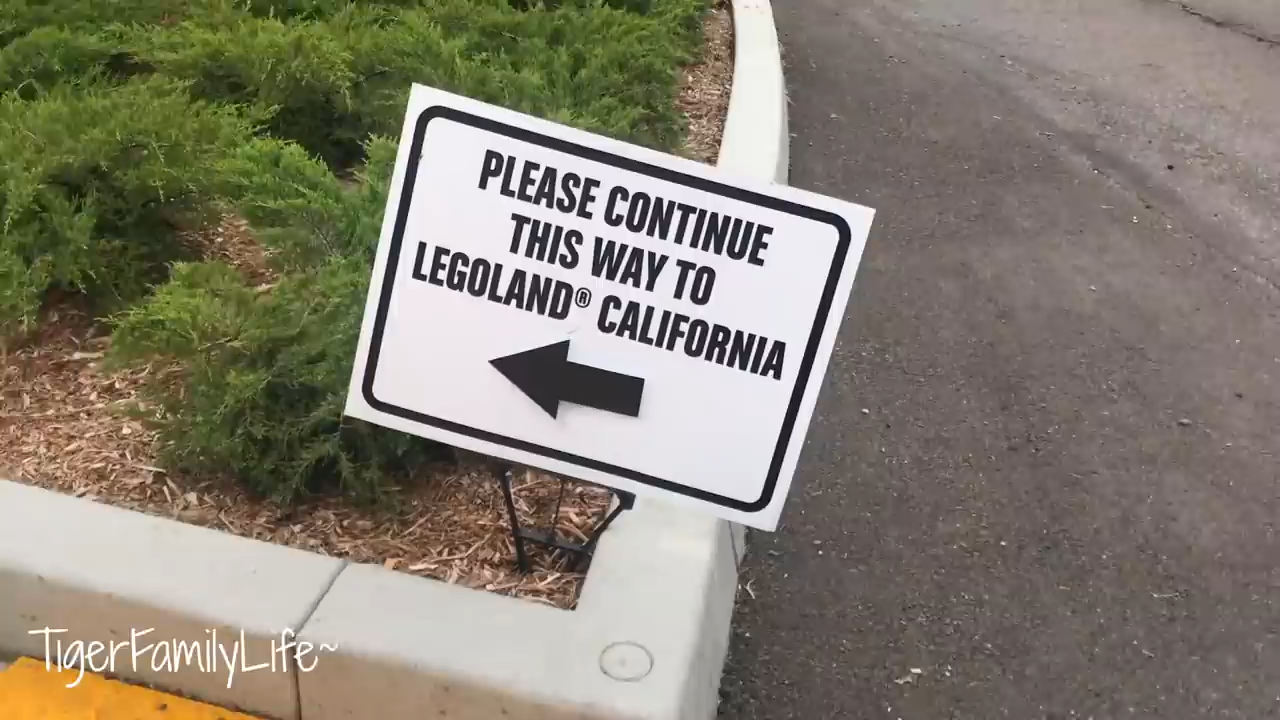 PLEASE CONTINUE
THIS WAY TO
LEGOLAND® CALIFORNIA
TigerFamilyLife~